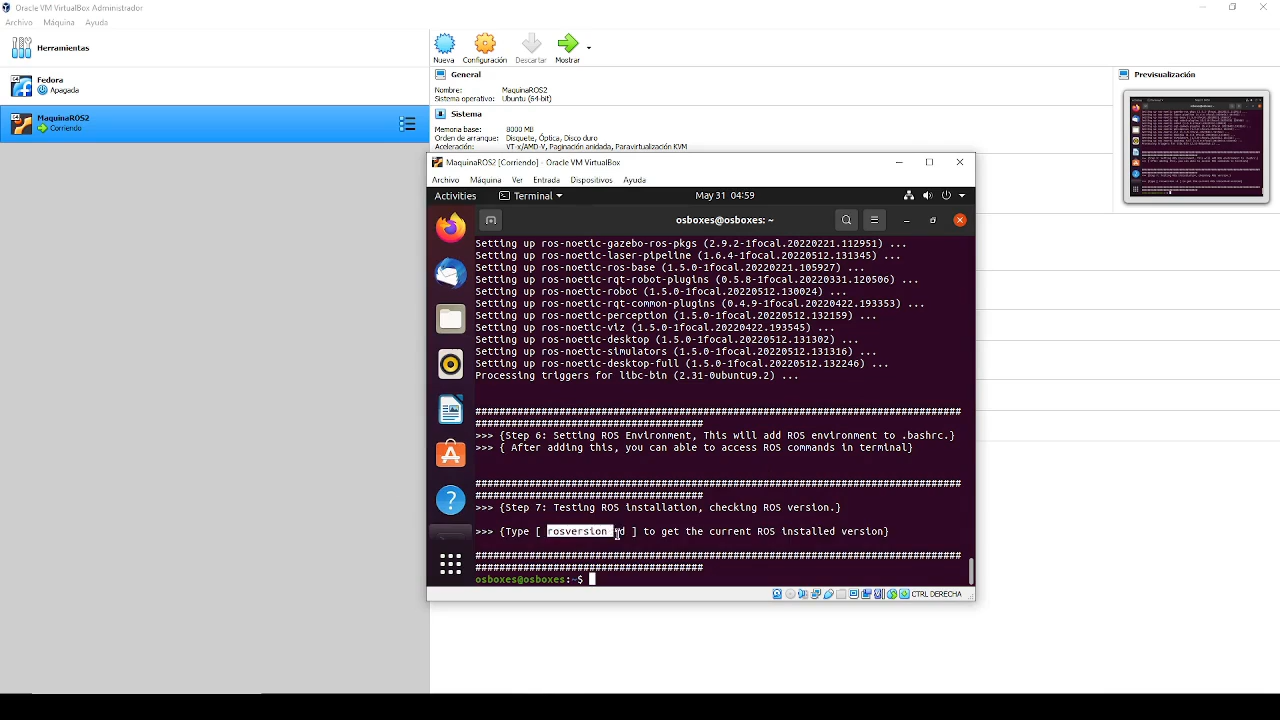 Oracle VM VirtualBox Administrador
Archivo Máquina Ayuda
Herramientas
Nueva Configuración Descartar Mostrar
Fedora
Apagada
MaquinaROS2
Corriendo
General
Nombre: MaquinaROS2
Sistema operativo: Ubuntu (64-bit)
Sistema
Memoria base: 8000 MB
Orden de arranque: Disquete, Óptica, Disco duro
Aceleración: VT-x/AMD-V, Paginación anidada, Paravirtualización KVM
Previsualización
MaquinaROS2 [Corriendo] - Oracle VM VirtualBox
Archivo Máquina Ver Entrada Dispositivos Ayuda
Activities Terminal May 31 04:59
osboxes@osboxes: ~
Setting up ros-noetic-gazebo-ros-pkgs (2.9.2-1focal.20220221.112951) ...
Setting up ros-noetic-laser-pipeline (1.6.4-1focal.20220512.131345) ...
Setting up ros-noetic-ros-base (1.5.0-1focal.20220221.105927) ...
Setting up ros-noetic-rqt-robot-plugins (0.5.8-1focal.20220331.120506) ...
Setting up ros-noetic-robot (1.5.0-1focal.20220512.130024) ...
Setting up ros-noetic-rqt-common-plugins (0.4.9-1focal.20220422.193353) ...
Setting up ros-noetic-perception (1.5.0-1focal.20220512.132159) ...
Setting up ros-noetic-viz (1.5.0-1focal.20220422.193545) ...
Setting up ros-noetic-desktop (1.5.0-1focal.20220512.131302) ...
Setting up ros-noetic-simulators (1.5.0-1focal.20220512.131316) ...
Setting up ros-noetic-desktop-full (1.5.0-1focal.20220512.132246) ...
Processing triggers for libc-bin (2.31-0ubuntu9.2) ...
#################################################################################
######################################
>>> {Step 6: Setting ROS Environment, This will add ROS environment to .bashrc.}
>>> { After adding this, you can able to access ROS commands in terminal}
#################################################################################
######################################
>>> {Step 7: Testing ROS installation, checking ROS version.}
>>> {Type [ rosversion -d ] to get the current ROS installed version}
#################################################################################
######################################
osboxes@osboxes:~$
CTRL DERECHA